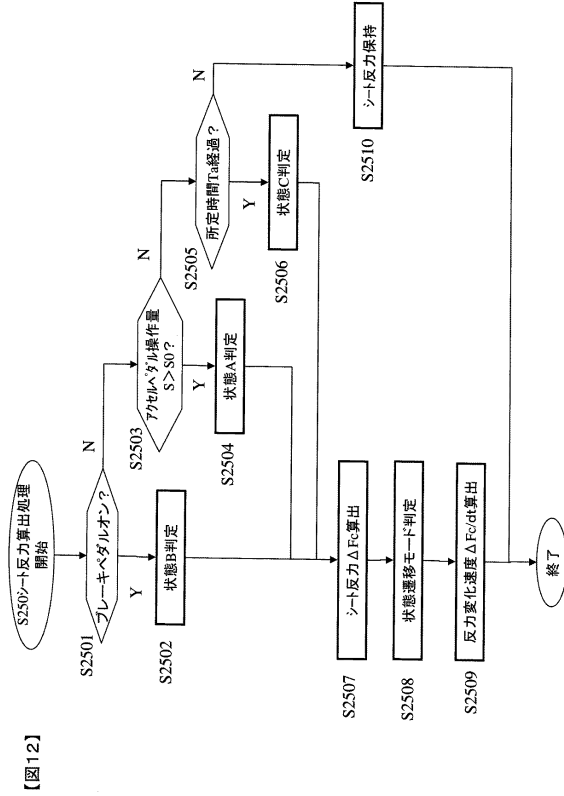 【図12】
S250シート反力算出処理
開始
S2501
ブレーキペダルオン？
N
Y
S2502
状態B判定
S2503
アクセルペダル操作量
S＞S0？
N
Y
S2504
状態A判定
S2505
所定時間Ta経過？
N
Y
S2506
状態C判定
S2507
シート反力ΔFc算出
S2508
状態遷移モード判定
S2509
反力変化速度ΔFc/dt算出
S2510
シート反力保持
終了